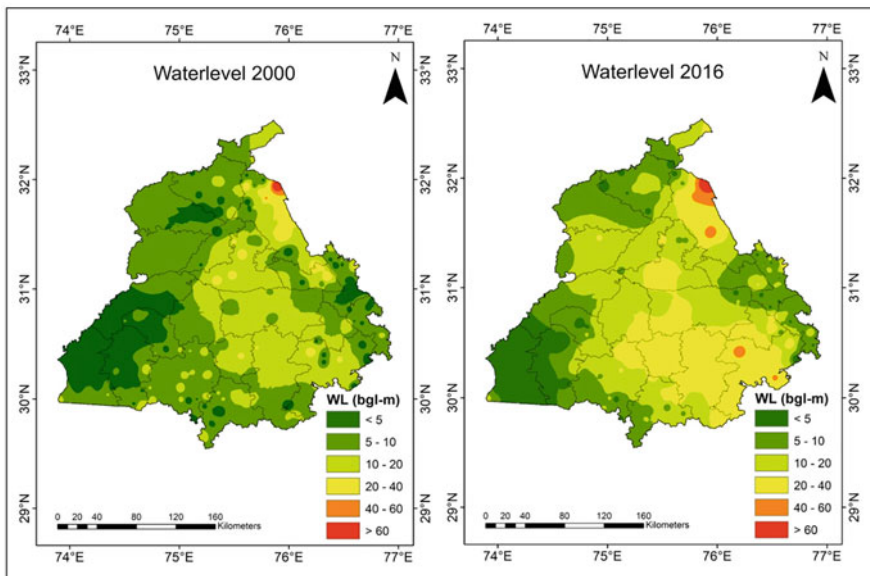 74°E 75°E 76°E 77°E
Waterlevel 2000
N
33°N
32°N
31°N
30°N
29°N
33°N
32°N
31°N
30°N
29°N
WL (bgl-m)
< 5
5 - 10
10 - 20
20 - 40
40 - 60
> 60
0 20 40 80 120 160
Kilometers
74°E 75°E 76°E 77°E
74°E 75°E 76°E 77°E
Waterlevel 2016
N
33°N
32°N
31°N
30°N
29°N
33°N
32°N
31°N
30°N
29°N
WL (bgl-m)
< 5
5 - 10
10 - 20
20 - 40
40 - 60
> 60
0 20 40 80 120 160
Kilometers
74°E 75°E 76°E 77°E